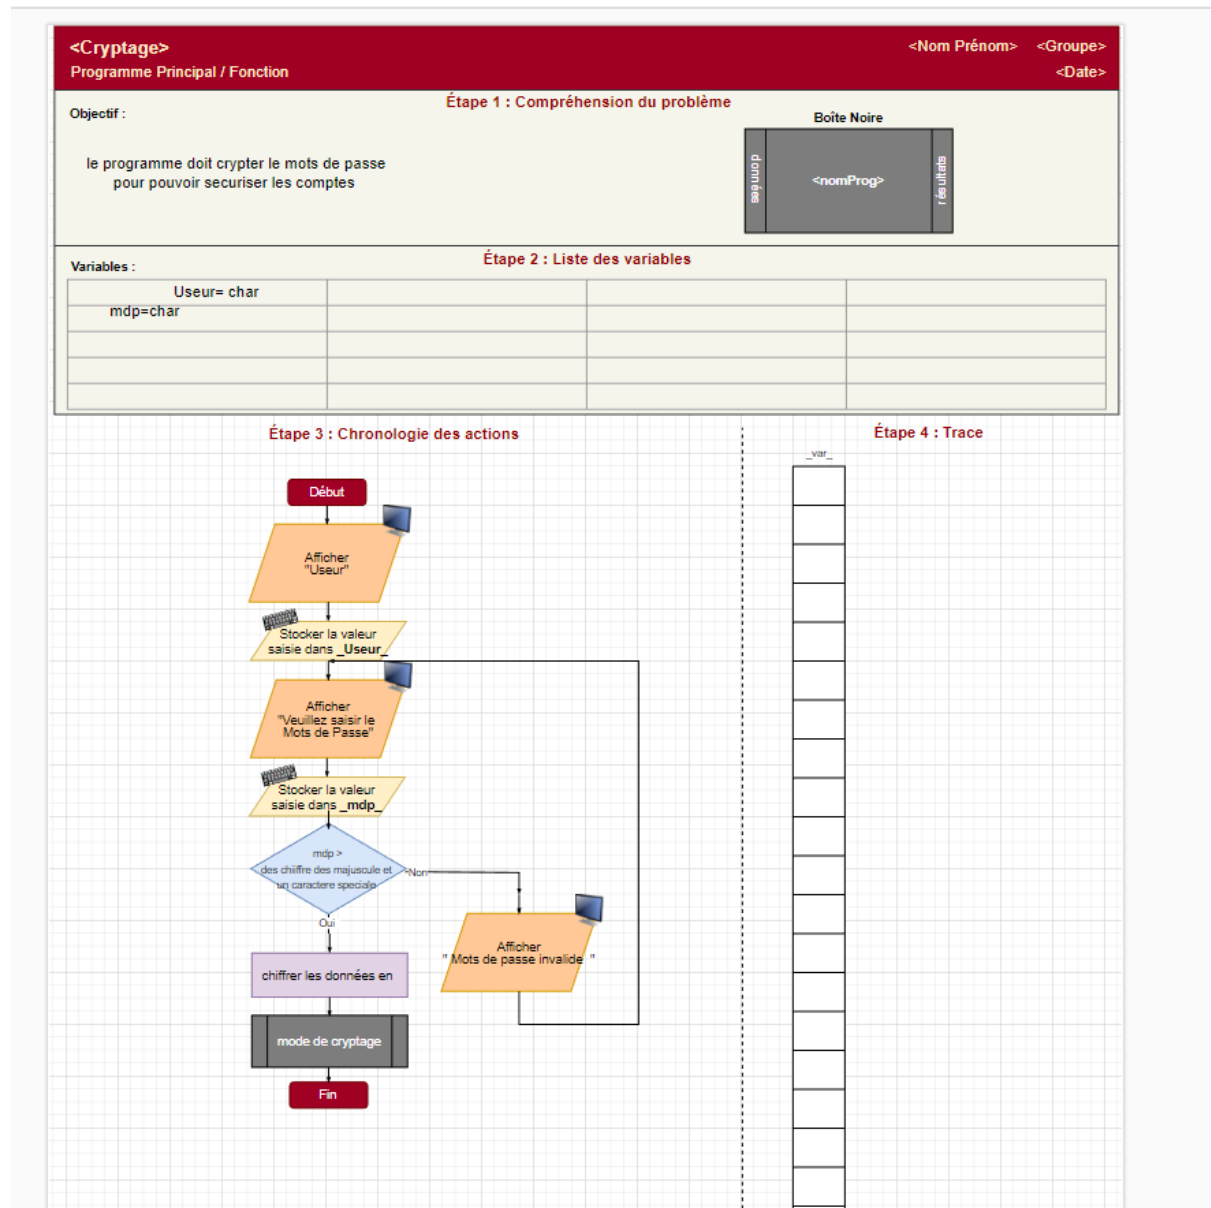 <Cryptage>
<Nom Prénom> <Groupe>
Programme Principal / Fonction
<Date>
Étape 1 : Compréhension du problème
Objectif :
Boîte Noire
le programme doit crypter le mots de passe
pour pouvoir securiser les comptes
données
<nomProg>
résultats
Étape 2 : Liste des variables
Variables :
Useur= char
mdp=char
Étape 3 : Chronologie des actions
Étape 4 : Trace
_var_
Début
Afficher
"Useur"
Stocker la valeur
saisie dans _Useur_
Afficher
"Veuillez saisir le
Mots de Passe"
Stocker la valeur
saisie dans _mdp_
mdp >
des chiiffre des majuscule et
un caractere speciale
Non
Oui
Afficher
" Mots de passe invalide "
chiffrer les données en
mode de cryptage
Fin